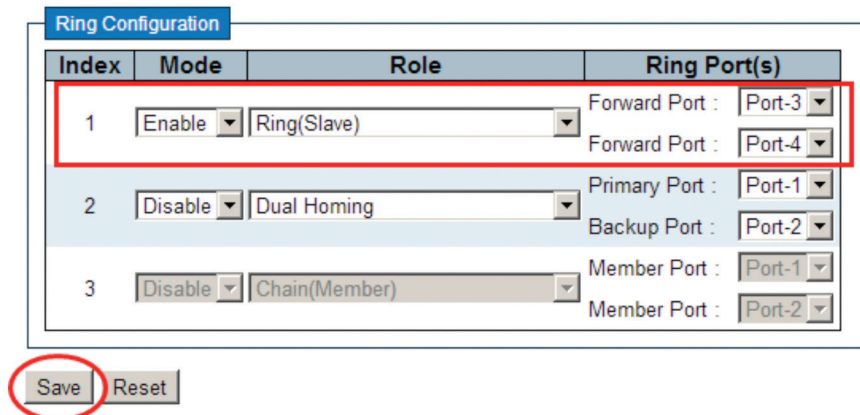 Ring Configuration
Index Mode Role Ring Port(s)
1 Enable Ring(Slave) Forward Port : Port-3
Forward Port : Port-4
2 Disable Dual Homing Primary Port : Port-1
Backup Port : Port-2
3 Disable Chain(Member) Member Port : Port-1
Member Port : Port-2
Save Reset